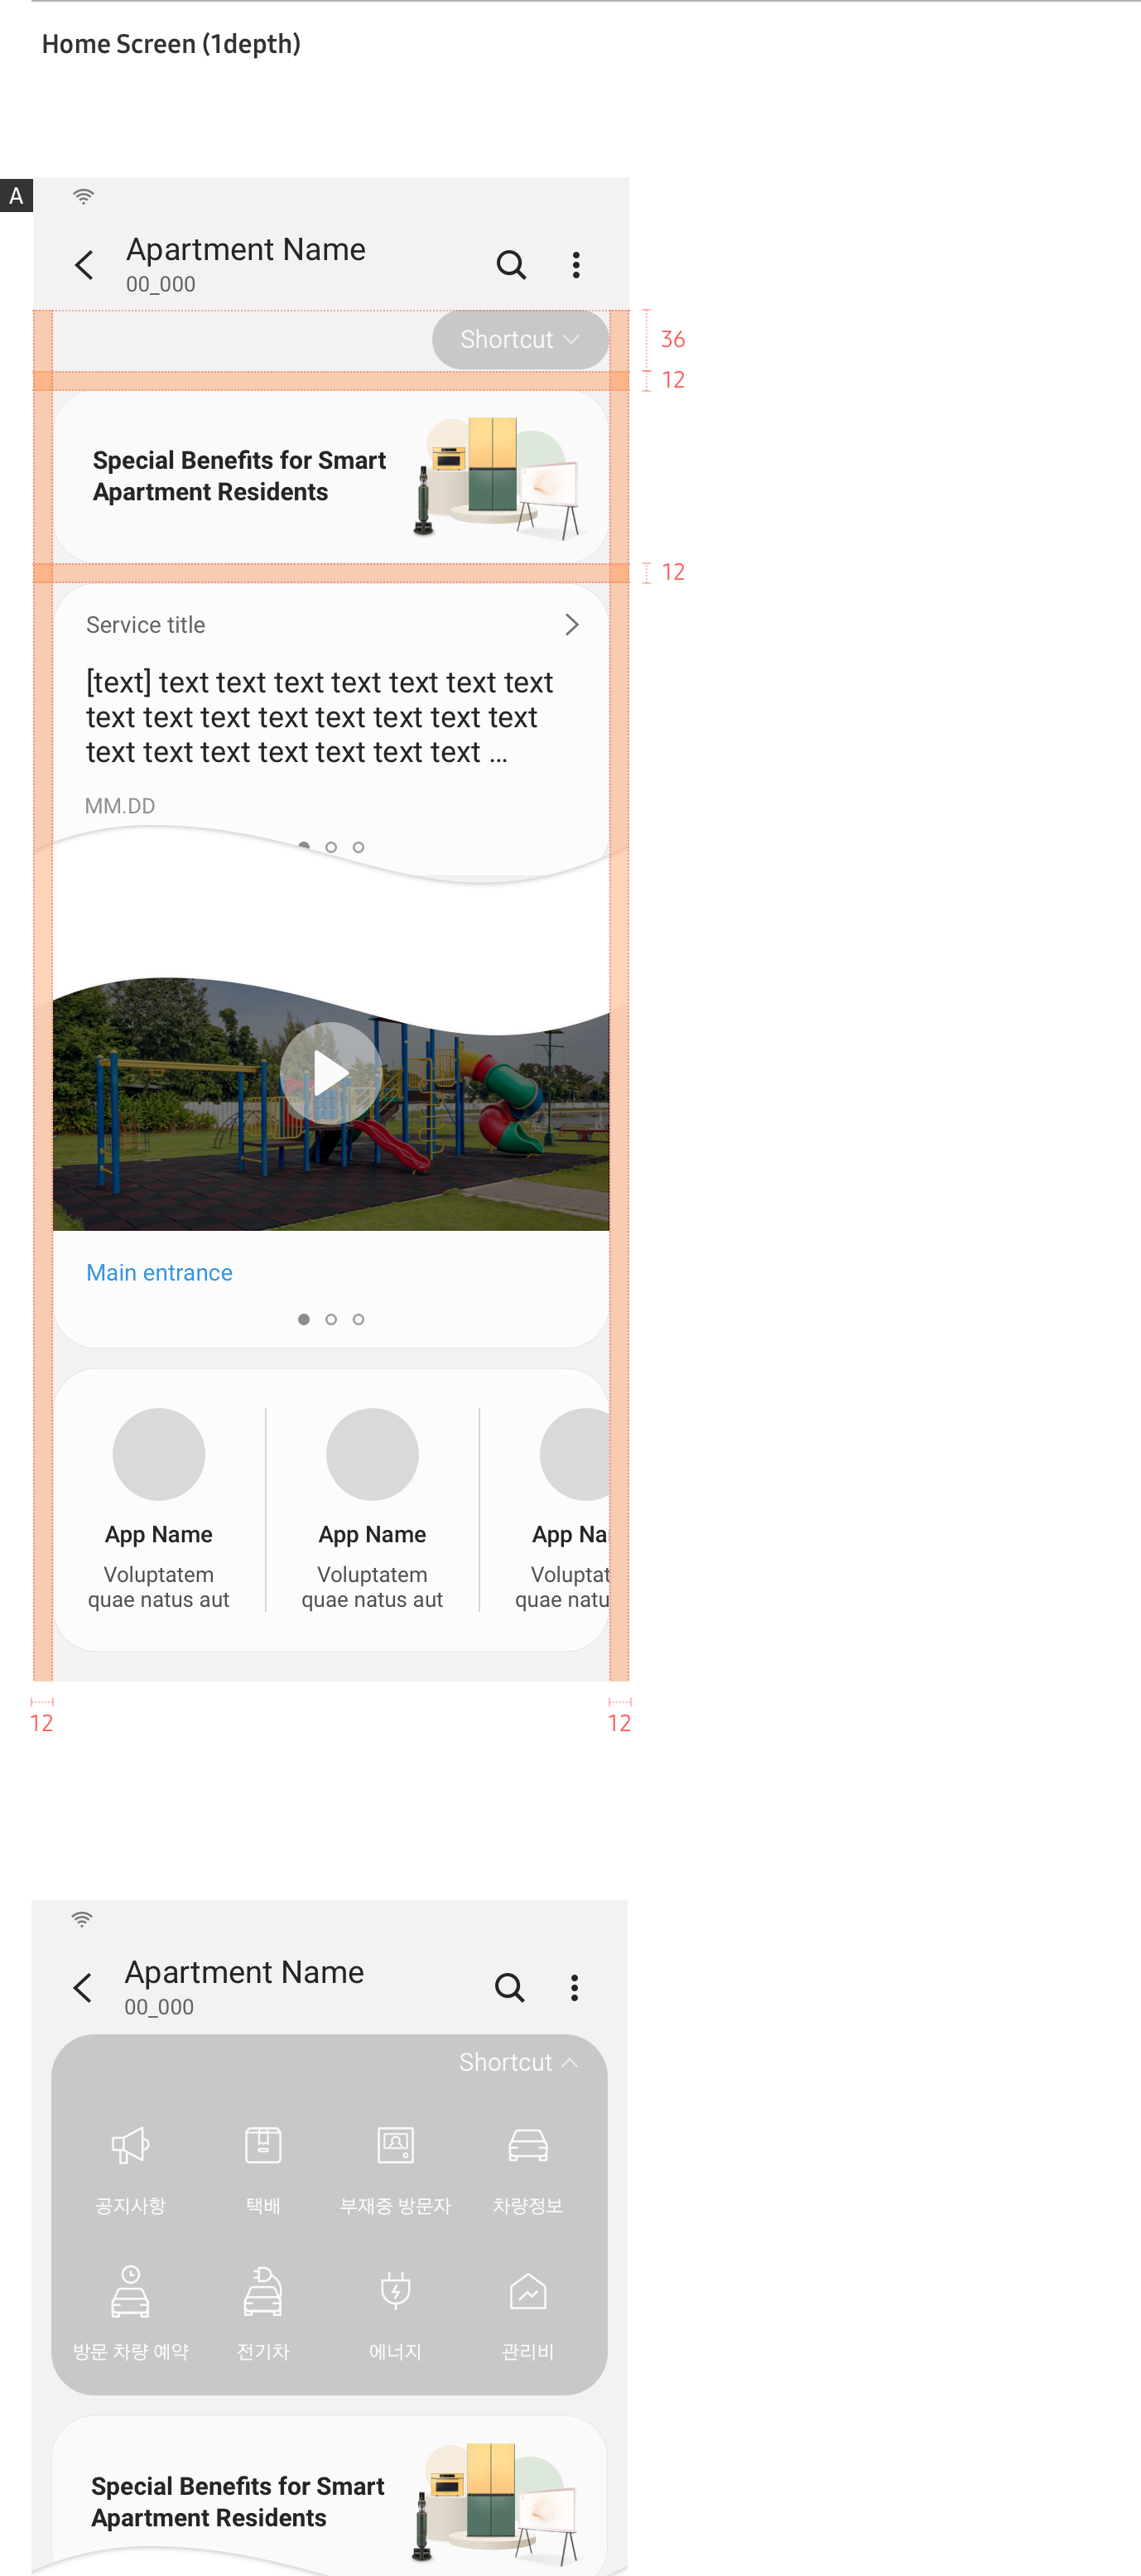 Home Screen (1depth)
A
Apartment Name
00_000
Shortcut
36
12
Special Benefits for Smart
Apartment Residents
12
Service title
[text] text text text text text text text
text text text text text text text text
text text text text text text text ...
MM.DD
Main entrance
App Name
App Name
App Na
Voluptatem
quae natus aut
Voluptatem
quae natus aut
Voluptat
quae natu
12
12
Apartment Name
00_000
Shortcut
공지사항
택배
부재중 방문자
차량정보
방문 차량 예약
전기차
에너지
관리비
Special Benefits for Smart
Apartment Residents